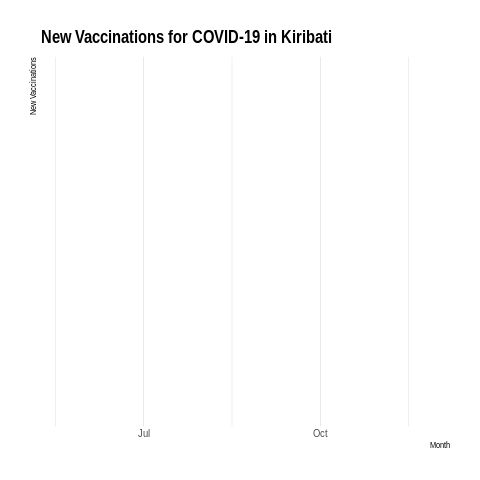 New Vaccinations for COVID-19 in Kiribati
New Vaccinations
Jul
Oct
Month